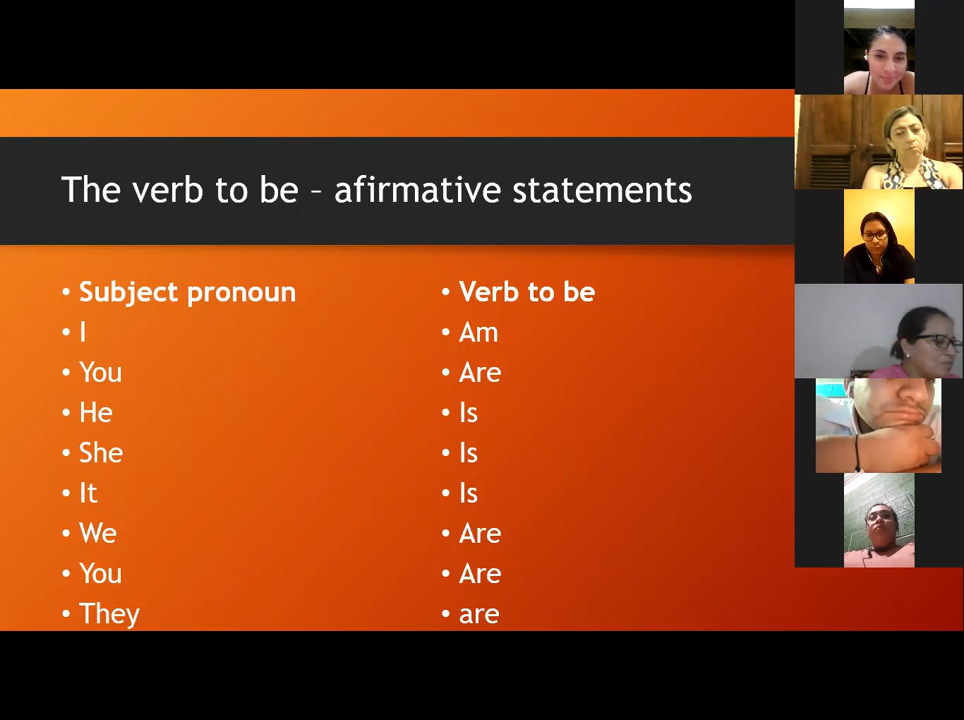 The verb to be – afirmative statements
• Subject pronoun
• I
• You
• He
• She
• It
• We
• You
• They
• Verb to be
• Am
• Are
• Is
• Is
• Is
• Are
• Are
• are